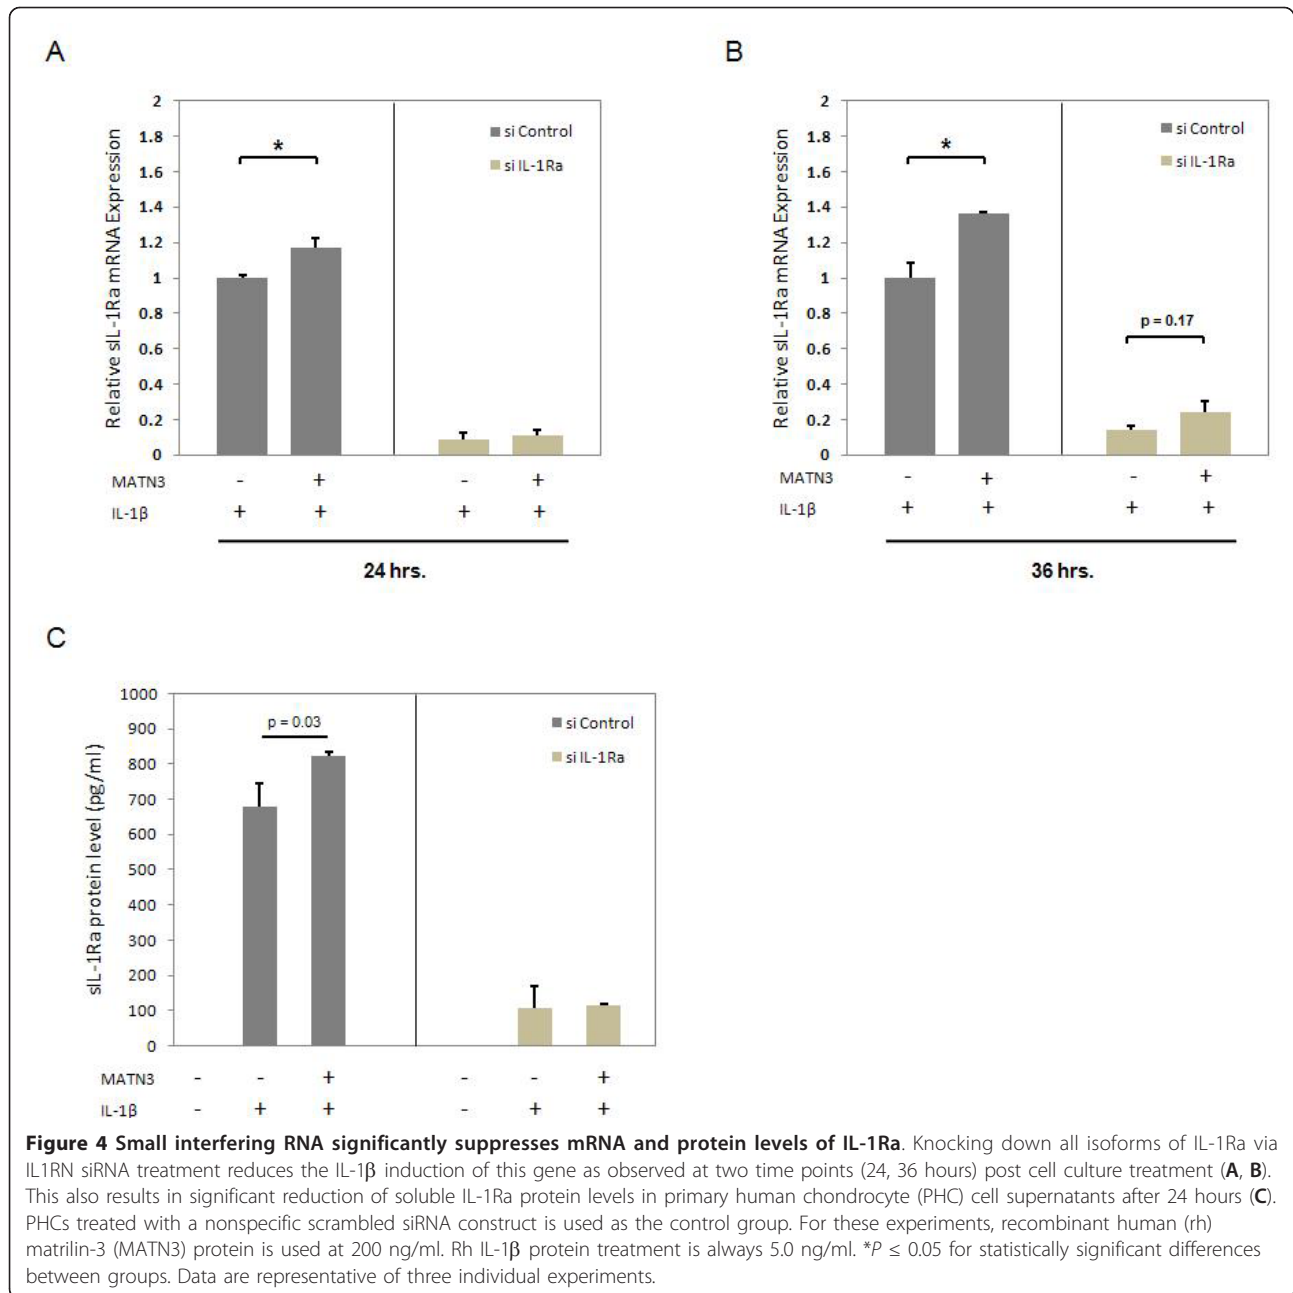 A
2
1.8
1.6
1.4
1.2
1
0.8
0.6
0.4
0.2
0
Relative sIL-1Ra mRNA Expression
*
si Control
si IL-1Ra
MATN3 - + - +
IL-1β + + + +
24 hrs.
B
2
1.8
1.6
1.4
1.2
1
0.8
0.6
0.4
0.2
0
Relative sIL-1Ra mRNA Expression
*
si Control
si IL-1Ra
p = 0.17
MATN3 - + - +
IL-1β + + + +
36 hrs.
C
1000
900
800
700
600
500
400
300
200
100
0
sIL-1Ra protein level (pg/ml)
p = 0.03
si Control
si IL-1Ra
MATN3 - - + - - +
IL-1β - + + - + +
Figure 4 Small interfering RNA significantly suppresses mRNA and protein levels of IL-1Ra. Knocking down all isoforms of IL-1Ra via
IL1RN siRNA treatment reduces the IL-1β induction of this gene as observed at two time points (24, 36 hours) post cell culture treatment (A, B).
This also results in significant reduction of soluble IL-1Ra protein levels in primary human chondrocyte (PHC) cell supernatants after 24 hours (C).
PHCs treated with a nonspecific scrambled siRNA construct is used as the control group. For these experiments, recombinant human (rh)
matrilin-3 (MATN3) protein is used at 200 ng/ml. Rh IL-1β protein treatment is always 5.0 ng/ml. *P ≤ 0.05 for statistically significant differences
between groups. Data are representative of three individual experiments.